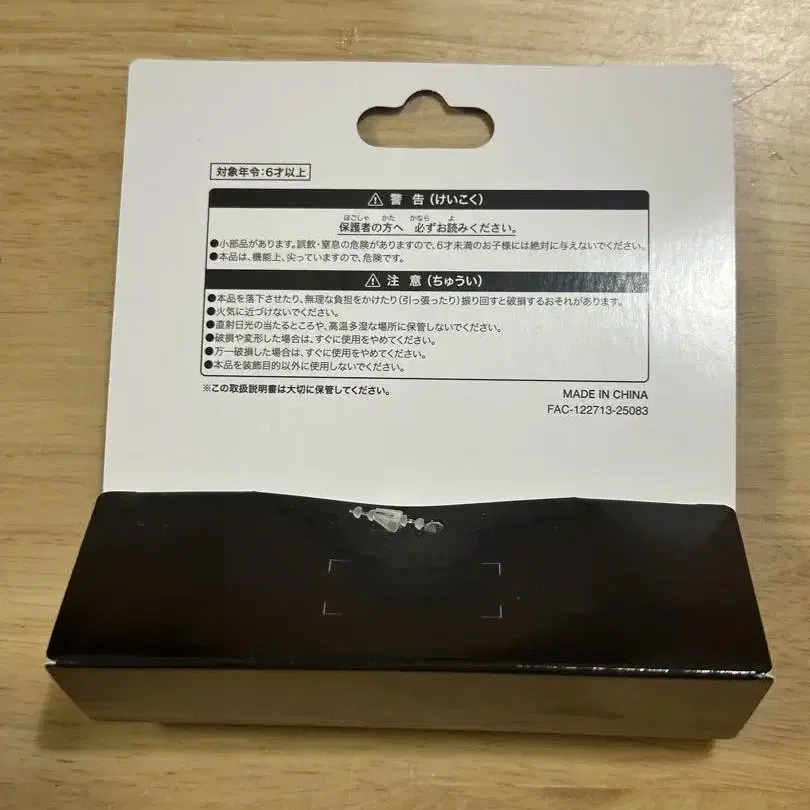 対象年令:6才以上
⚠ 警 告 (けいこく)
ほごしゃ かた かなら よ
保護者の方へ 必ずお読みください。
●小部品があります。誤飲・窒息の危険がありますので、6才未満のお子様には絶対に与えないでください。
●本品は、機能上、尖っていますので、危険です。
⚠ 注 意 (ちゅうい)
●本品を落下させたり、無理な負担をかけたり(引っ張ったり)振り回すと破損するおそれがあります。
●火気に近づけないでください。
●直射日光の当たるところや、高温多湿な場所に保管しないでください。
●破損や変形した場合は、すぐに使用をやめてください。
●万一破損した場合は、すぐに使用をやめてください。
●本品を装飾目的以外に使用しないでください。
※この取扱説明書は大切に保管してください。
MADE IN CHINA
FAC-122713-25083